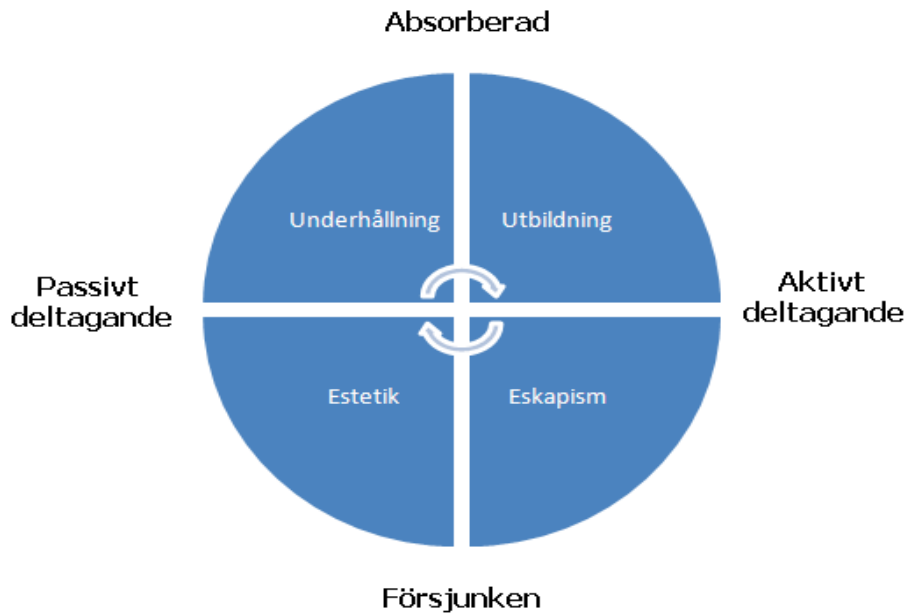 Absorberad
Underhållning
Utbildning
Passivt
deltagande
Aktivt
deltagande
Estetik
Eskapism
Försjunken